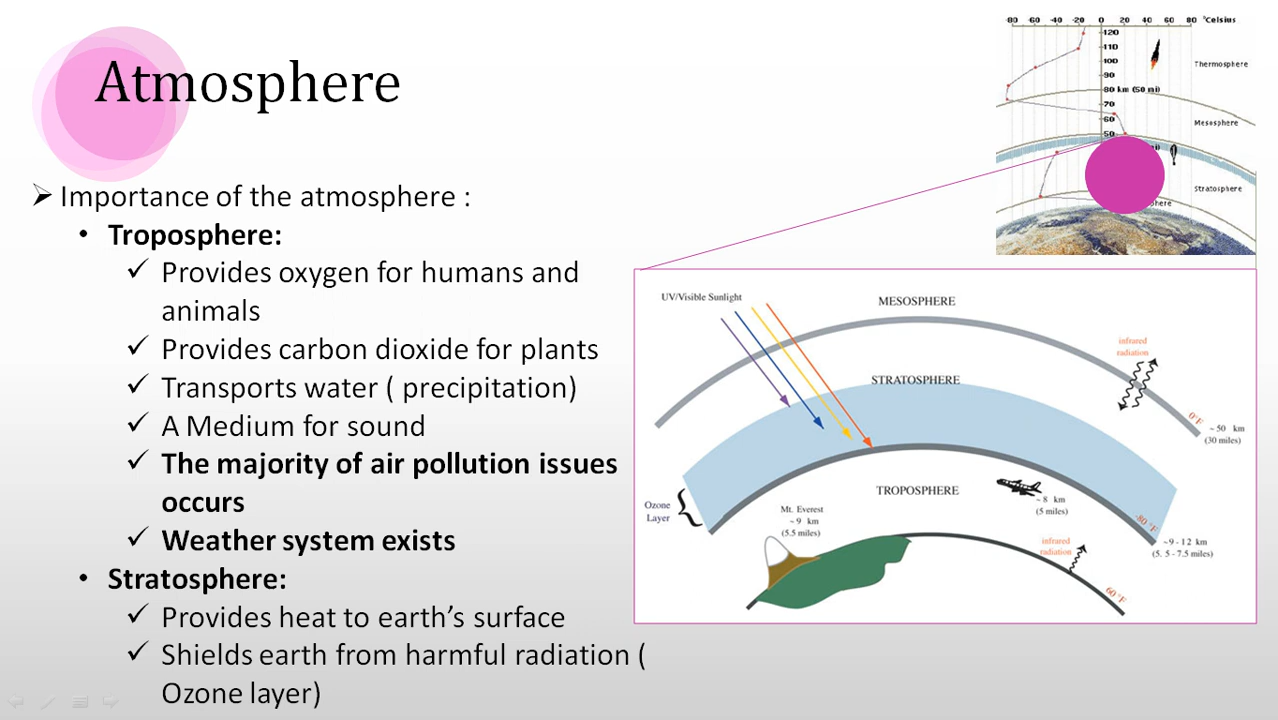 Atmosphere
Importance of the atmosphere :
• Troposphere:
✓ Provides oxygen for humans and
animals
✓ Provides carbon dioxide for plants
✓ Transports water ( precipitation)
✓ A Medium for sound
✓ The majority of air pollution issues
occurs
✓ Weather system exists
• Stratosphere:
✓ Provides heat to earth’s surface
✓ Shields earth from harmful radiation (
Ozone layer)
-80 -60 -40 -20 0 20 40 60 80 °Celsius
120
110
100
90
80 km (50 mi)
70
60
50
Thermosphere
Mesosphere
Stratosphere
UV/Visible Sunlight
MESOSPHERE
infrared
radiation
STRATOSPHERE
0°F
~ 50 km
(30 miles)
TROPOSPHERE
~ 8 km
(5 miles)
Ozone
Layer
Mt. Everest
~ 9 km
(5.5 miles)
-80 °F
~9 - 12 km
(5. 5 - 7.5 miles)
infrared
radiation
60 °F